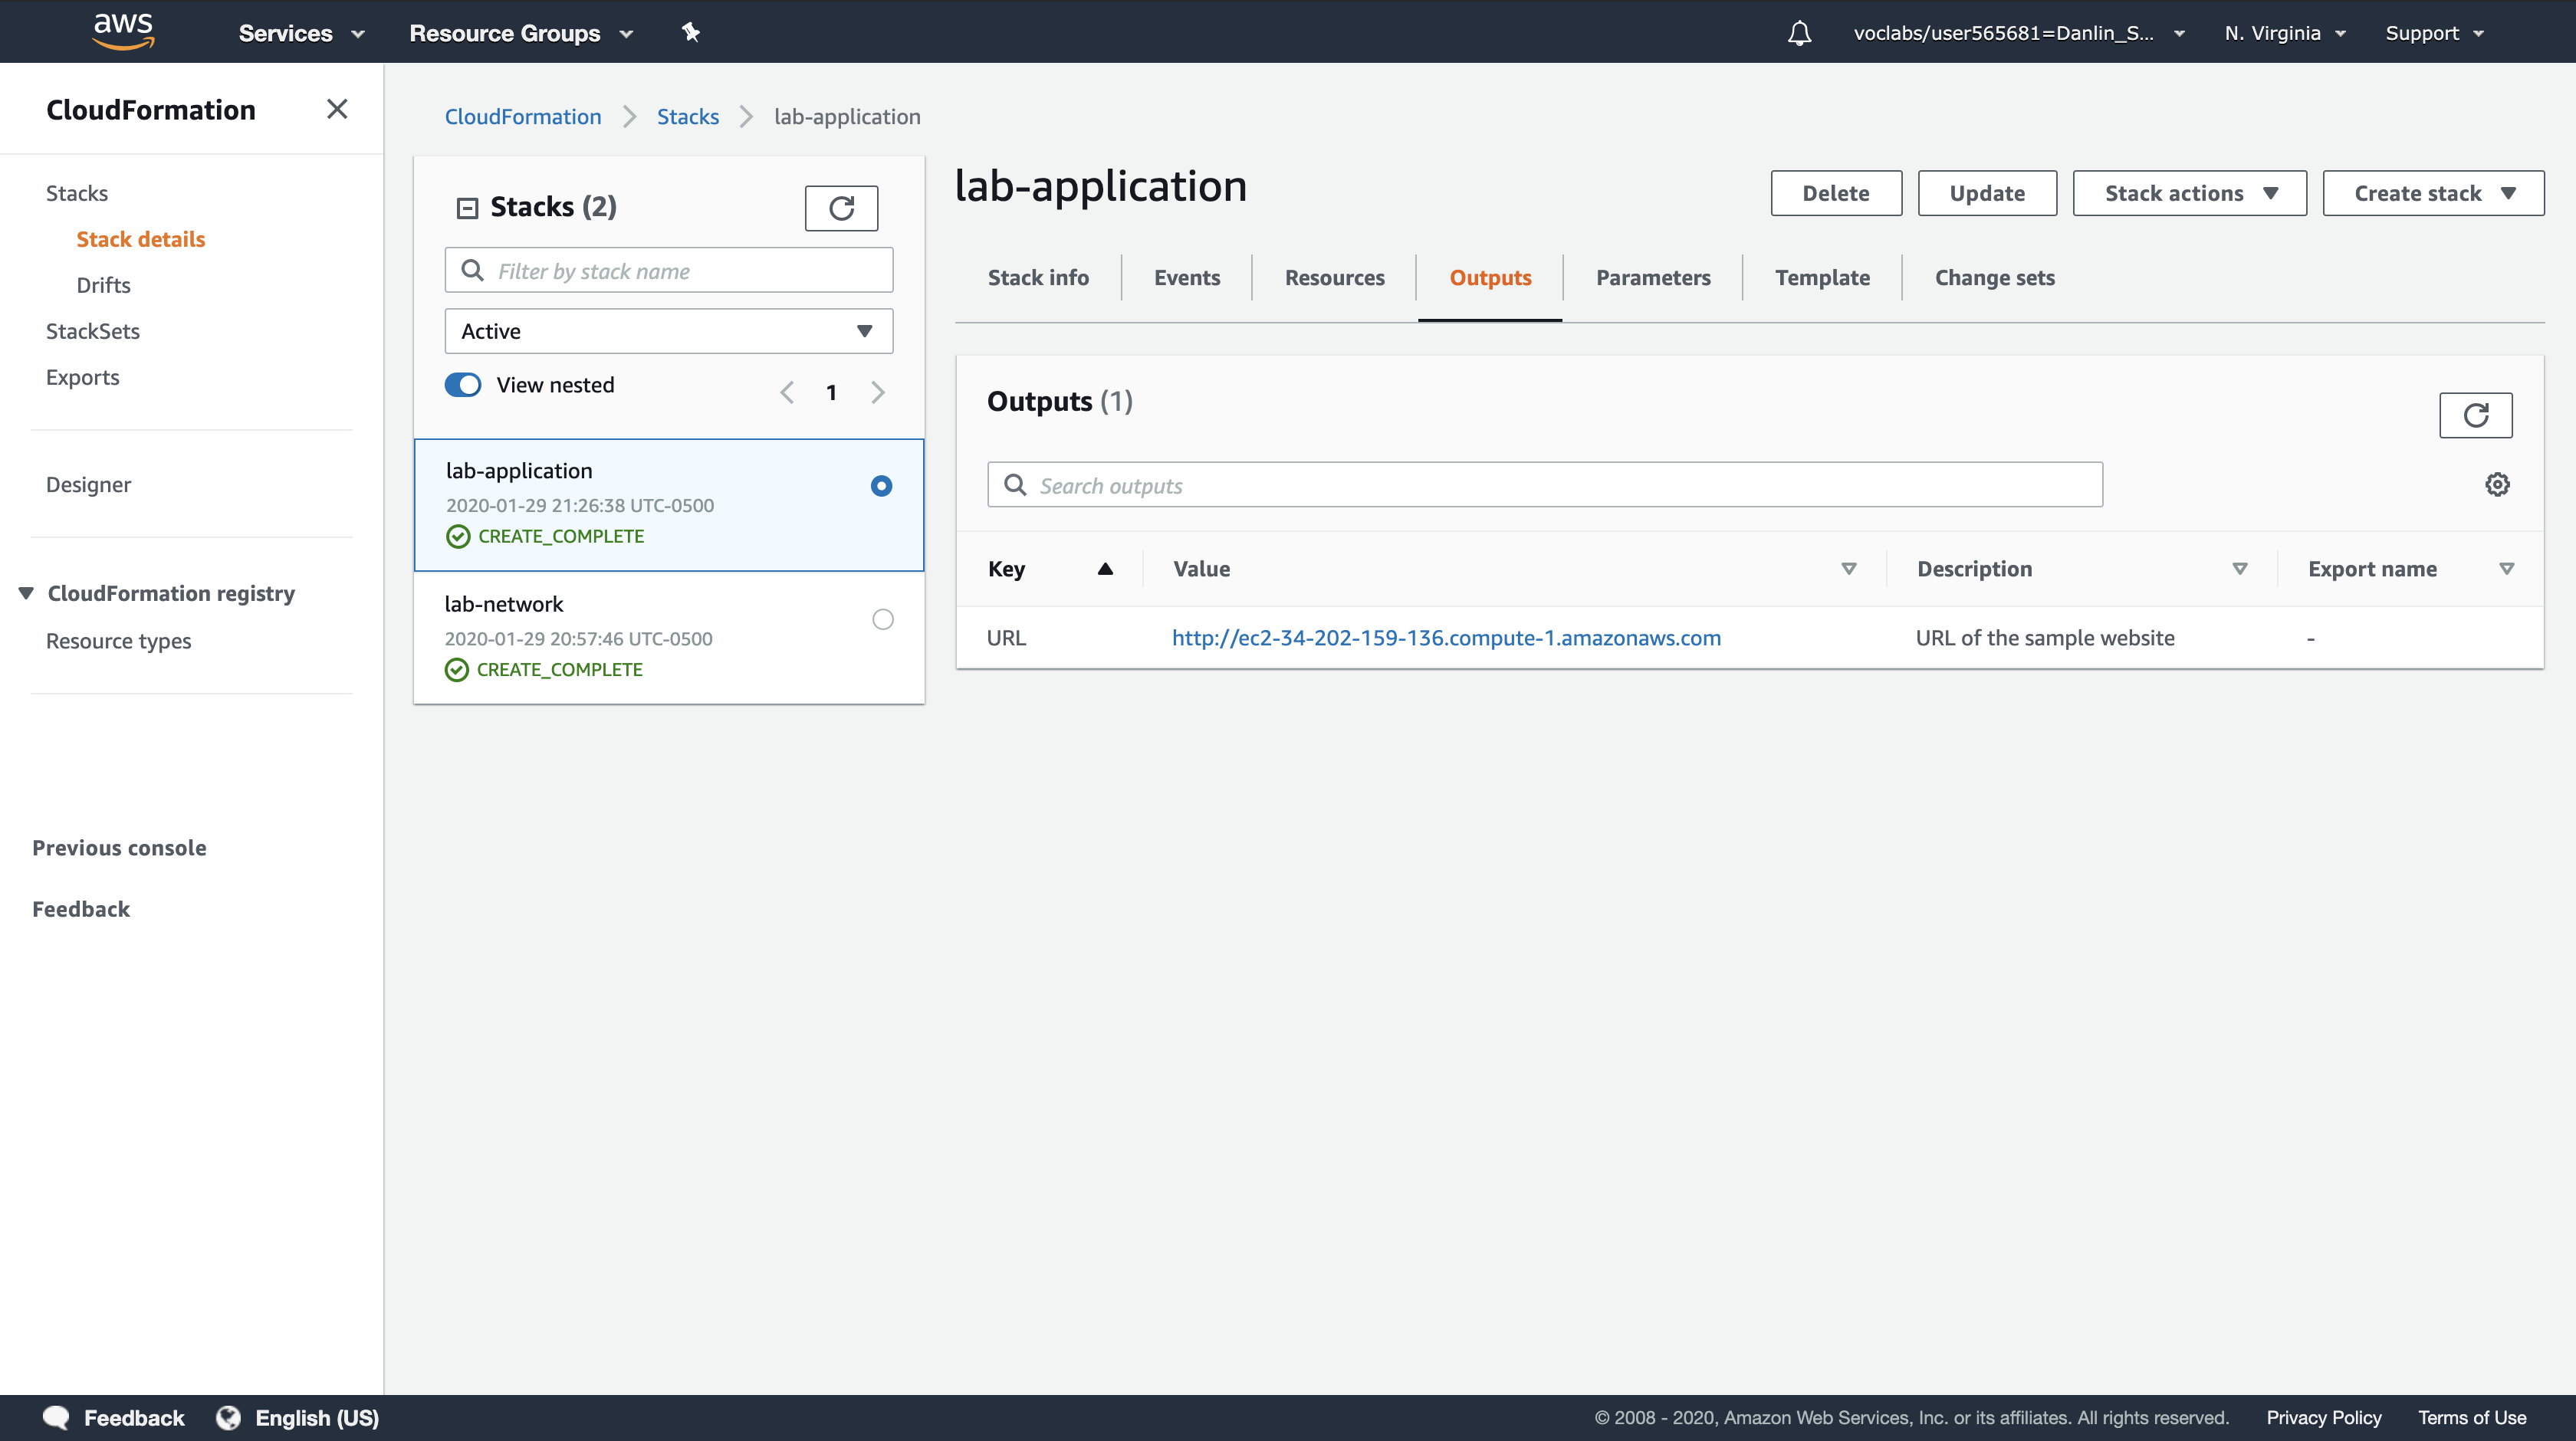 aws Services Resource Groups voclabs/user565681=Danlin_S... N. Virginia Support
CloudFormation
Stacks
Stack details
Drifts
StackSets
Exports
Designer
CloudFormation registry
Resource types
Previous console
Feedback
CloudFormation Stacks lab-application
Stacks (2)
Filter by stack name
Active
View nested 1
lab-application
2020-01-29 21:26:38 UTC-0500
CREATE_COMPLETE
lab-network
2020-01-29 20:57:46 UTC-0500
CREATE_COMPLETE
lab-application
Delete Update Stack actions Create stack
Stack info Events Resources Outputs Parameters Template Change sets
Outputs (1)
Search outputs
Key Value Description Export name
URL http://ec2-34-202-159-136.compute-1.amazonaws.com URL of the sample website -
Feedback English (US) © 2008 - 2020, Amazon Web Services, Inc. or its affiliates. All rights reserved. Privacy Policy Terms of Use